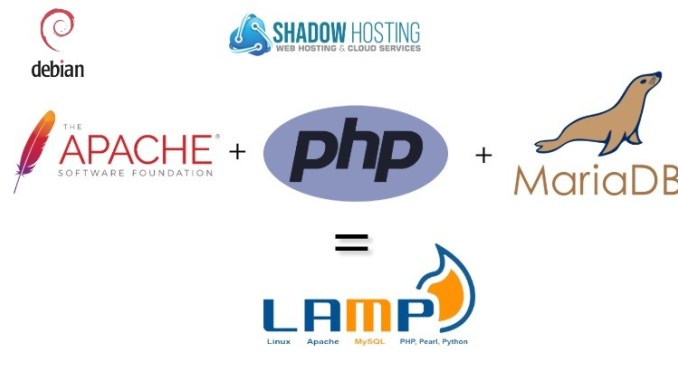 debian
SHADOW HOSTING
WEB HOSTING & CLOUD SERVICES
THE
APACHE®
SOFTWARE FOUNDATION
+
php
+
MariaDB
=
LAMP
Linux Apache MySQL PHP, Pearl, Python